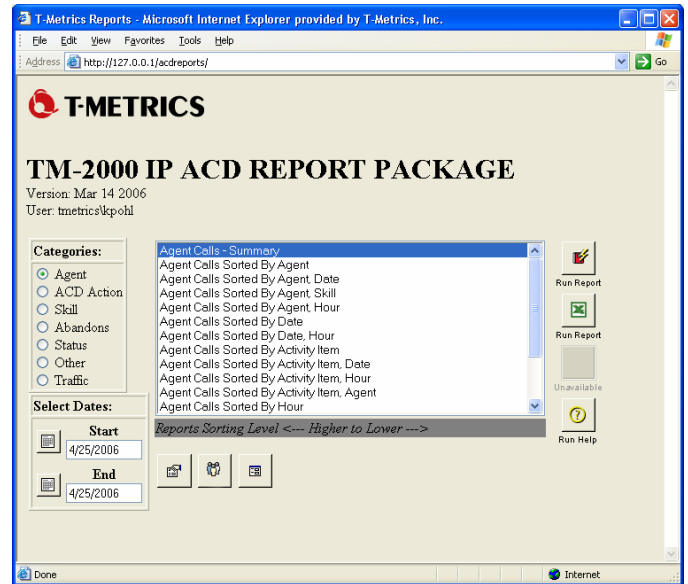 T-Metrics Reports - Microsoft Internet Explorer provided by T-Metrics, Inc.
File Edit View Favorites Tools Help
Address http://127.0.0.1/acdreports/ Go
T-METRICS
TM-2000 IP ACD REPORT PACKAGE
Version: Mar 14 2006
User: tmetrics\kpohl
Categories:
Agent
ACD Action
Skill
Abandons
Status
Other
Traffic
Agent Calls - Summary
Agent Calls Sorted By Agent
Agent Calls Sorted By Agent, Date
Agent Calls Sorted By Agent, Skill
Agent Calls Sorted By Agent, Hour
Agent Calls Sorted By Date
Agent Calls Sorted By Date, Hour
Agent Calls Sorted By Activity Item
Agent Calls Sorted By Activity Item, Date
Agent Calls Sorted By Activity Item, Hour
Agent Calls Sorted By Activity Item, Agent
Agent Calls Sorted By Hour
Run Report
Run Report
Unavailable
Run Help
Select Dates:
Start
4/25/2006
End
4/25/2006
Reports Sorting Level <--- Higher to Lower --->
Done
Internet